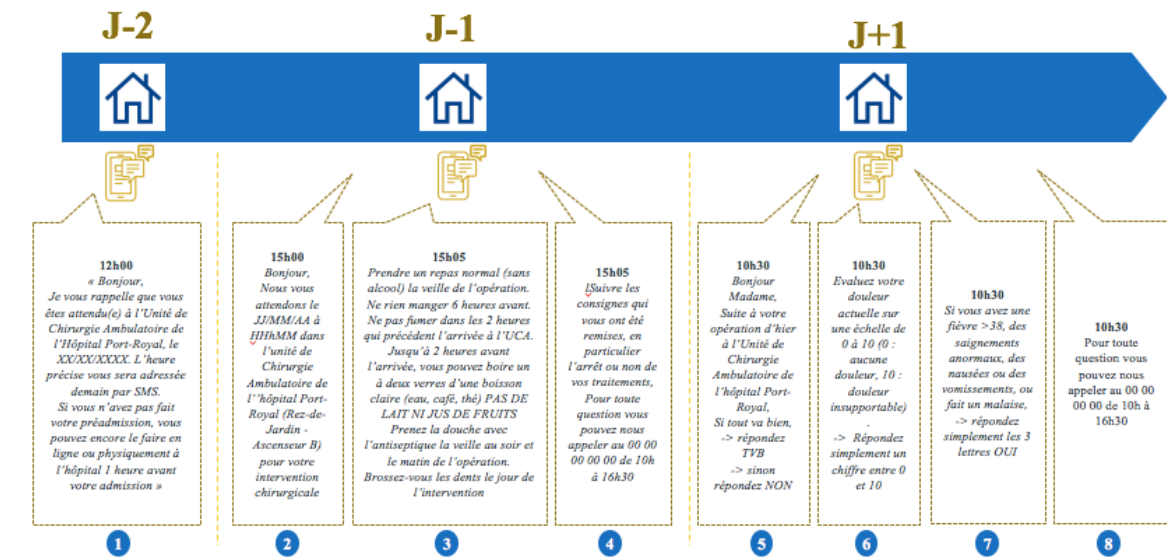 J-2
J-1
J+1
12h00
« Bonjour,
Je vous rappelle que vous
êtes attendu(e) à l'Unité de
Chirurgie Ambulatoire de
l'Hôpital Port-Royal, le
XX/XX/XXXX. L'heure
précise vous sera adressée
demain par SMS.
Si vous n'avez pas fait
votre préadmission, vous
pouvez encore le faire en
ligne ou physiquement à
l'hôpital 1 heure avant
votre admission »
15h00
Bonjour,
Nous vous
attendons le
JJ/MM/AA à
HHhMM dans
l'unité de
Chirurgie
Ambulatoire de
l''hôpital Port-
Royal (Rez-de-
Jardin -
Ascenseur B)
pour votre
intervention
chirurgicale
15h05
Prendre un repas normal (sans
alcool) la veille de l'opération.
Ne rien manger 6 heures avant.
Ne pas fumer dans les 2 heures
qui précèdent l'arrivée à l'UCA.
Jusqu'à 2 heures avant
l'arrivée, vous pouvez boire un
à deux verres d'une boisson
claire (eau, café, thé) PAS DE
LAIT NI JUS DE FRUITS
Prenez la douche avec
l'antiseptique la veille au soir et
le matin de l'opération.
Brossez-vous les dents le jour de
l'intervention
15h05
lSuivre les
consignes qui
vous ont été
remises, en
particulier
l'arrêt ou non de
vos traitements,
Pour toute
question vous
pouvez nous
appeler au 00 00
00 00 00 de 10h
à 16h30
10h30
Bonjour
Madame,
Suite à votre
opération d'hier
à l'Unité de
Chirurgie
Ambulatoire de
l'hôpital Port-
Royal,
Si tout va bien,
-> répondez
TVB
-> sinon
répondez NON
10h30
Evaluez votre
douleur
actuelle sur
une échelle de
0 à 10 (0 :
aucune
douleur, 10 :
douleur
insupportable)
.
-> Répondez
simplement un
chiffre entre 0
et 10
10h30
Si vous avez une
fièvre >38, des
saignements
anormaux, des
nausées ou des
vomissements, ou
fait un malaise,
-> répondez
simplement les 3
lettres OUI
10h30
Pour toute
question vous
pouvez nous
appeler au 00 00
00 00 de 10h à
16h30
1
2
3
4
5
6
7
8